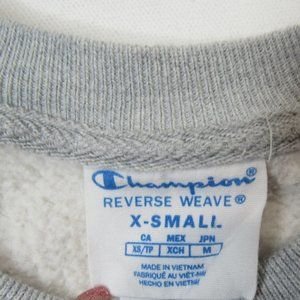 Champion®
REVERSE WEAVE®
X-SMALL
CA MEX JPN
XS/TP XCH M
MADE IN VIETNAM
FABRIQUÉ AU VIÊT-NAM
HECHO EN VIETNAM